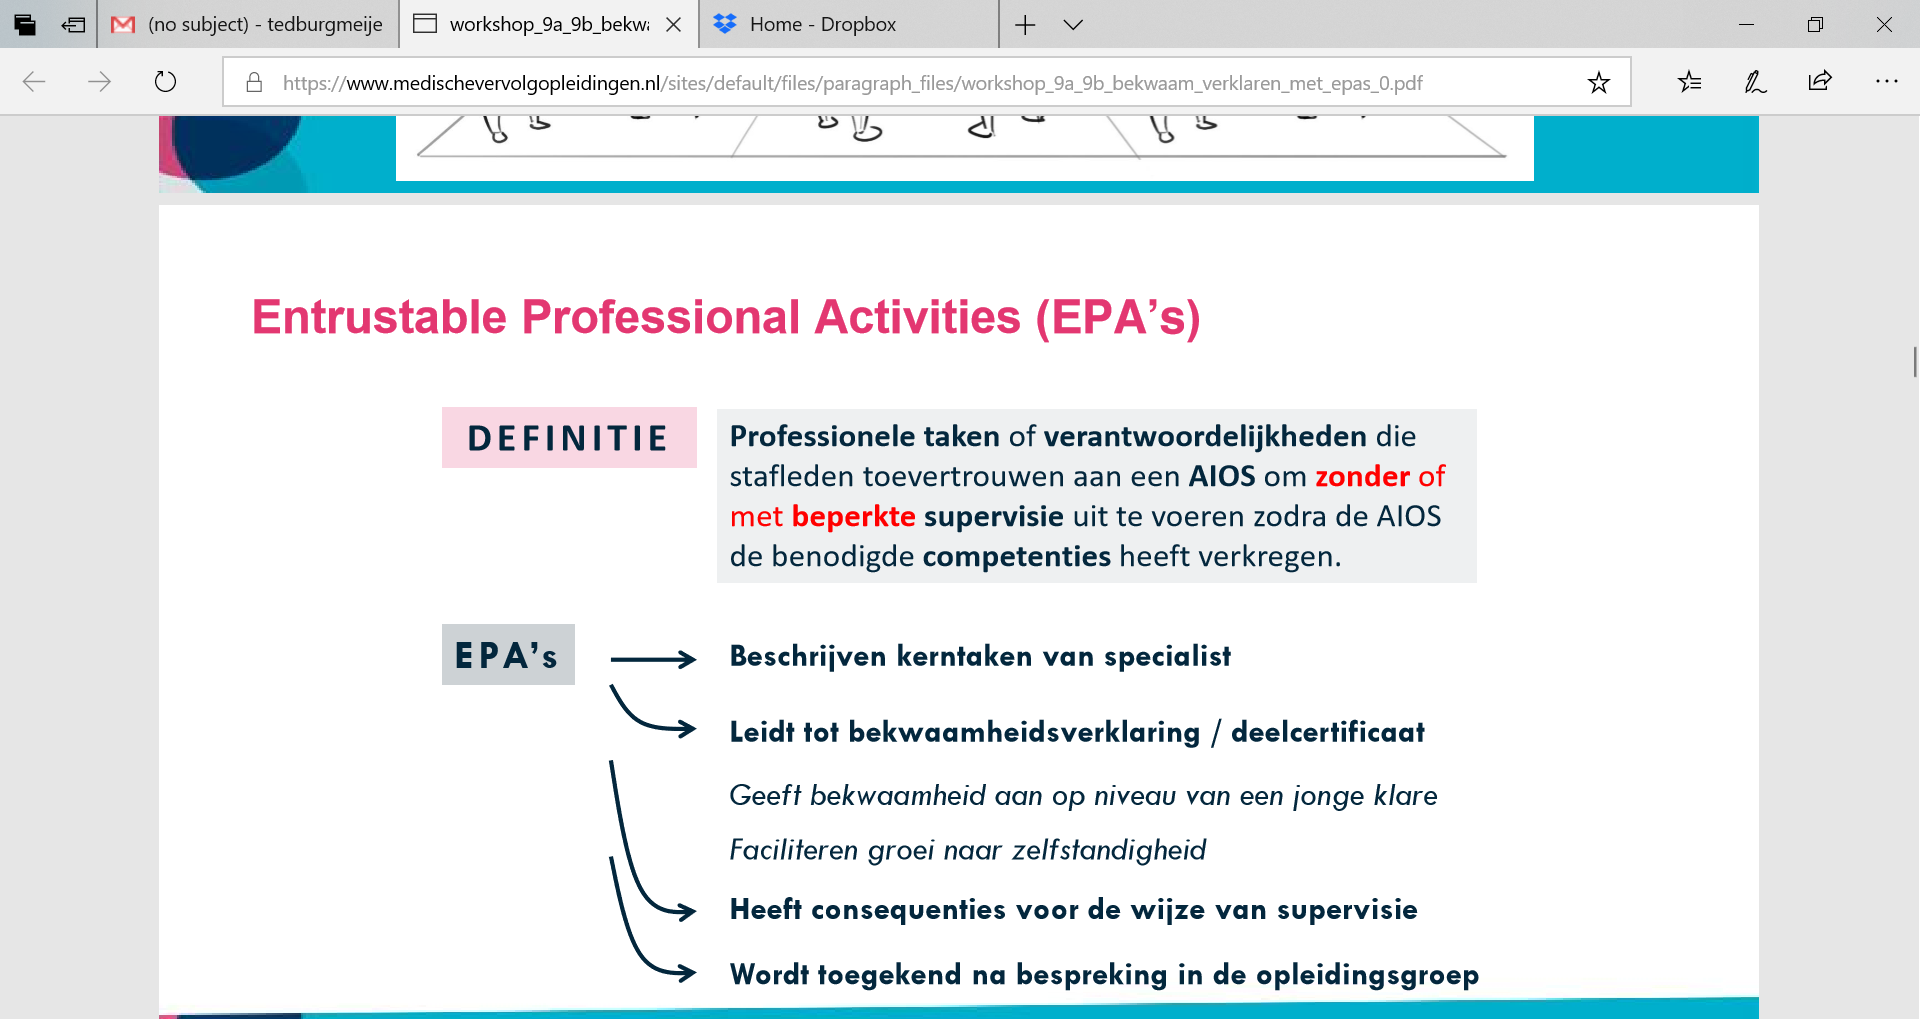 (no subject) - tedburgmeije
workshop_9a_9b_bekwa
Home - Dropbox
https://www.medischevervolgopleidingen.nl/sites/default/files/paragraph_files/workshop_9a_9b_bekwaam_verklaren_met_epas_0.pdf
Entrustable Professional Activities (EPA’s)
DEFINITIE
Professionele taken of verantwoordelijkheden die
stafleden toevertrouwen aan een AIOS om zonder of
met beperkte supervisie uit te voeren zodra de AIOS
de benodigde competenties heeft verkregen.
EPA’s
Beschrijven kerntaken van specialist
Leidt tot bekwaamheidsverklaring / deelcertificaat
Geeft bekwaamheid aan op niveau van een jonge klare
Faciliteren groei naar zelfstandigheid
Heeft consequenties voor de wijze van supervisie
Wordt toegekend na bespreking in de opleidingsgroep